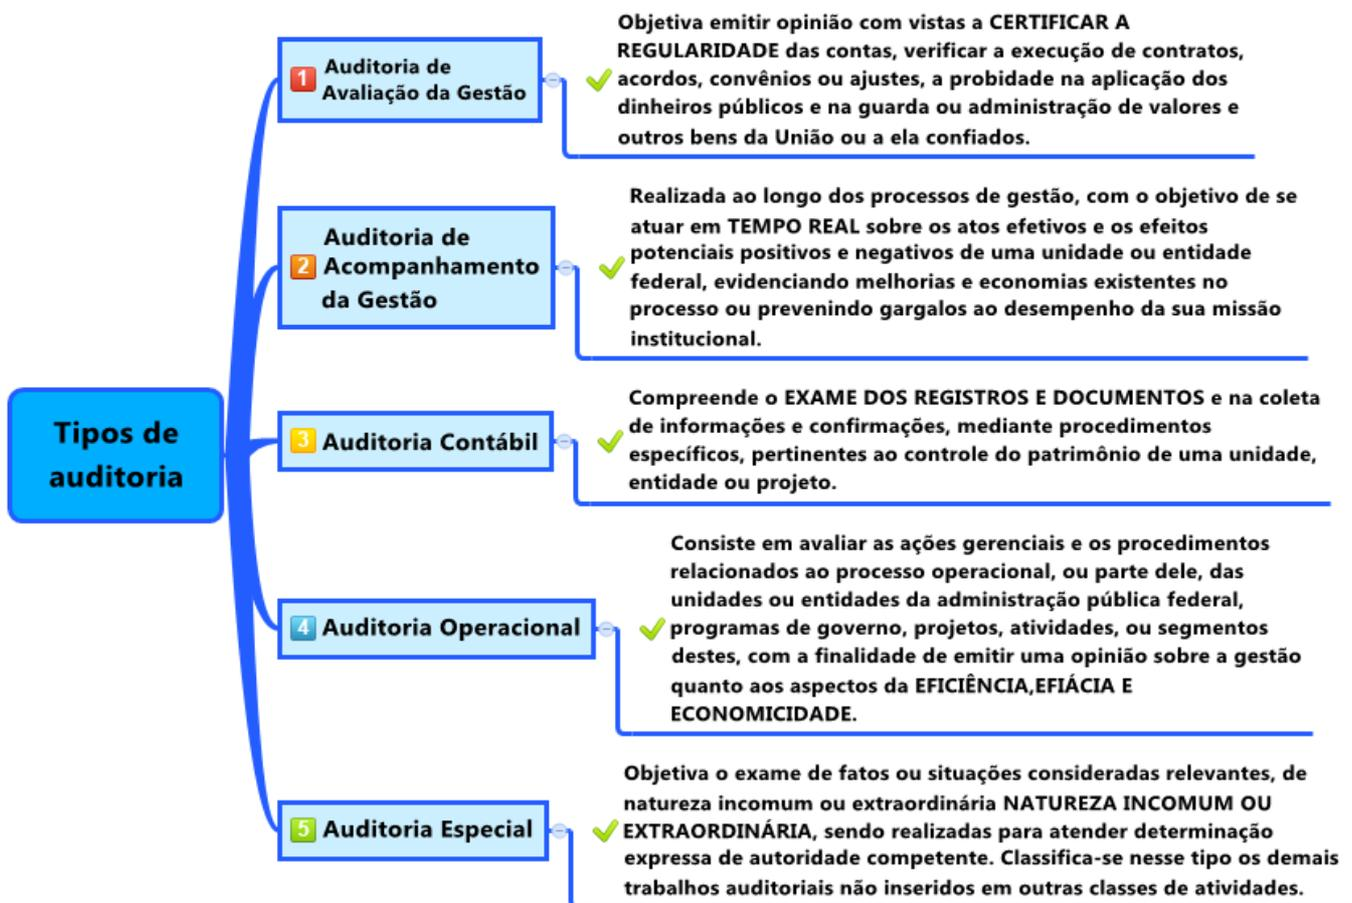 Tipos de
auditoria
1 Auditoria de
Avaliação da Gestão
Objetiva emitir opinião com vistas a CERTIFICAR A
REGULARIDADE das contas, verificar a execução de contratos,
acordos, convênios ou ajustes, a probidade na aplicação dos
dinheiros públicos e na guarda ou administração de valores e
outros bens da União ou a ela confiados.
2 Auditoria de
Acompanhamento
da Gestão
Realizada ao longo dos processos de gestão, com o objetivo de se
atuar em TEMPO REAL sobre os atos efetivos e os efeitos
potenciais positivos e negativos de uma unidade ou entidade
federal, evidenciando melhorias e economias existentes no
processo ou prevenindo gargalos ao desempenho da sua missão
institucional.
3 Auditoria Contábil
Compreende o EXAME DOS REGISTROS E DOCUMENTOS e na coleta
de informações e confirmações, mediante procedimentos
específicos, pertinentes ao controle do patrimônio de uma unidade,
entidade ou projeto.
4 Auditoria Operacional
Consiste em avaliar as ações gerenciais e os procedimentos
relacionados ao processo operacional, ou parte dele, das
unidades ou entidades da administração pública federal,
programas de governo, projetos, atividades, ou segmentos
destes, com a finalidade de emitir uma opinião sobre a gestão
quanto aos aspectos da EFICIÊNCIA,EFIÁCIA E
ECONOMICIDADE.
5 Auditoria Especial
Objetiva o exame de fatos ou situações consideradas relevantes, de
natureza incomum ou extraordinária NATUREZA INCOMUM OU
EXTRAORDINÁRIA, sendo realizadas para atender determinação
expressa de autoridade competente. Classifica-se nesse tipo os demais
trabalhos auditoriais não inseridos em outras classes de atividades.